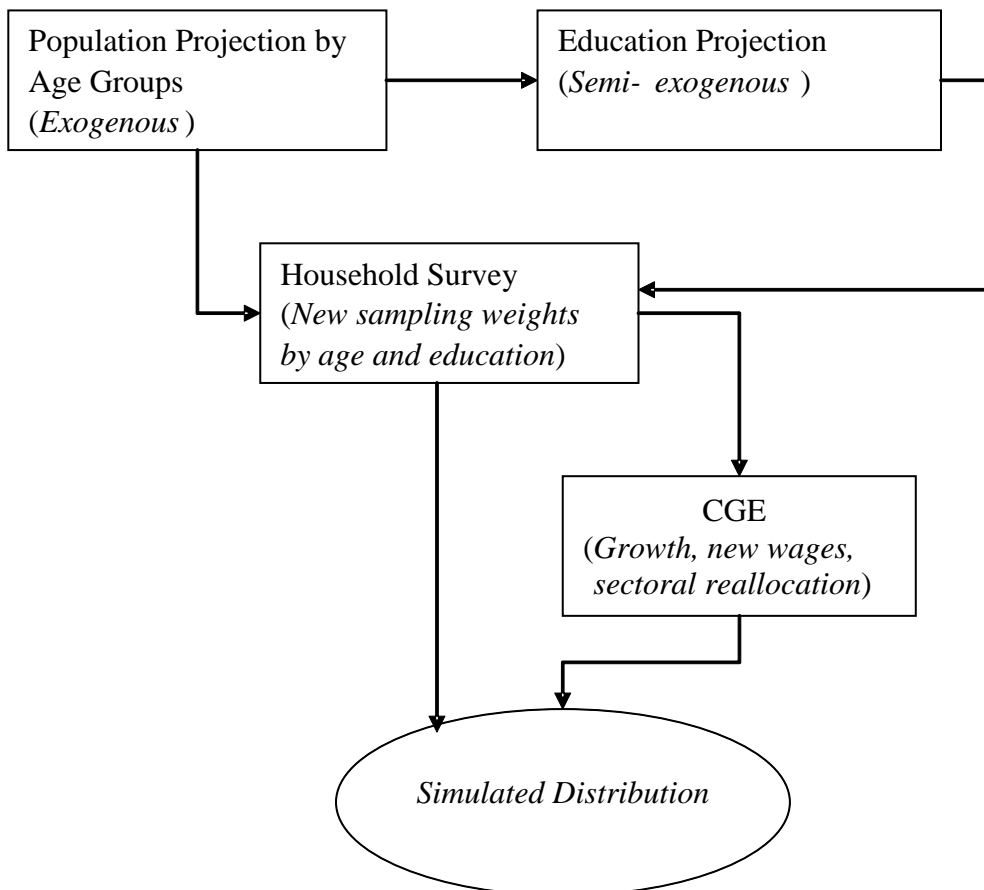 Population Projection by
Age Groups
(Exogenous )
Education Projection
(Semi- exogenous )
Household Survey
(New sampling weights
by age and education)
CGE
(Growth, new wages,
sectoral reallocation)
Simulated Distribution